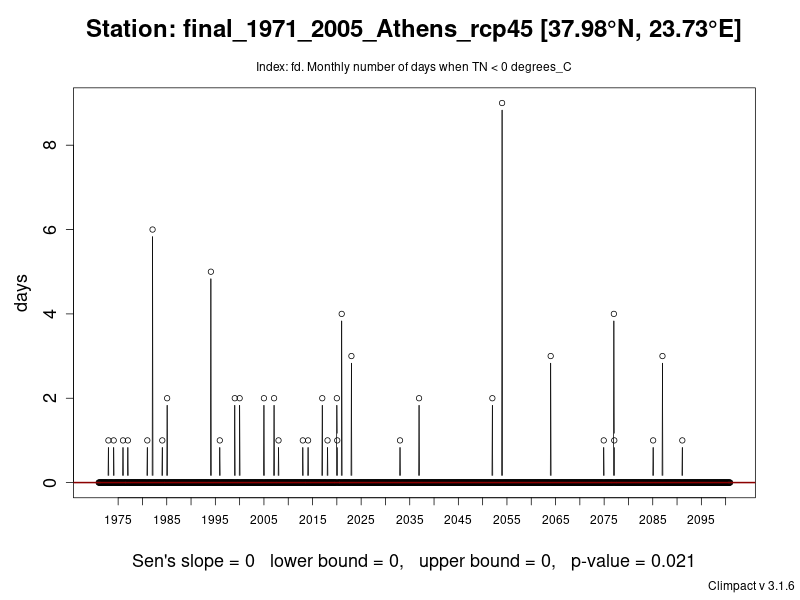 Station: final_1971_2005_Athens_rcp45 [37.98°N, 23.73°E]
Index: fd. Monthly number of days when TN < 0 degrees_C
days
8
6
4
2
0
1975 1985 1995 2005 2015 2025 2035 2045 2055 2065 2075 2085 2095
Sen's slope = 0 lower bound = 0, upper bound = 0, p-value = 0.021
Climpact v 3.1.6